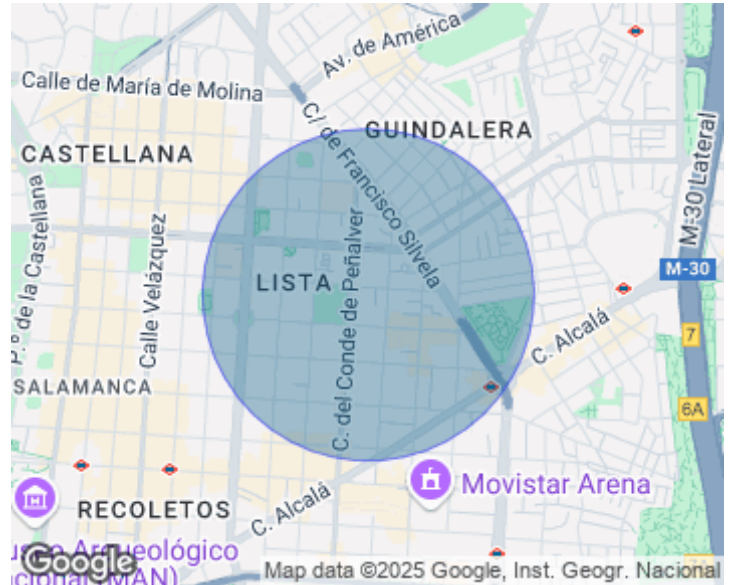 Av. de América
Calle de María de Molina
GUINDALERA
C/ de Francisco Silvela
CASTELLANA
M-30 Lateral
P.º de la Castellana
Calle Velázquez
C. del Conde de Peñalver
LISTA
M-30
7
C. Alcalá
SALAMANCA
6A
Movistar Arena
RECOLETOS
C. Alcalá
Arqueológico
(MAN)
Google
Map data ©2025 Google, Inst. Geogr. Nacional